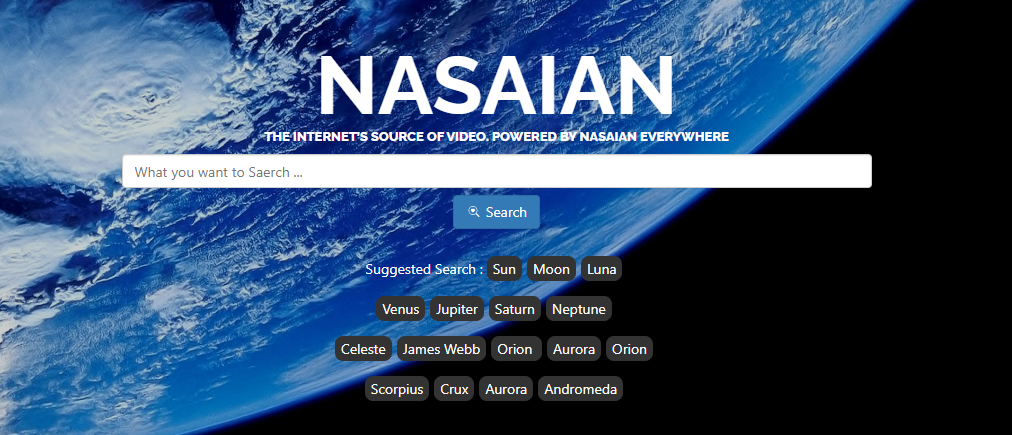 NASAIAN
THE INTERNET'S SOURCE OF VIDEO. POWERED BY NASAIAN EVERYWHERE
What you want to Saerch ...
Search
Suggested Search : Sun Moon Luna
Venus Jupiter Saturn Neptune
Celeste James Webb Orion Aurora Orion
Scorpius Crux Aurora Andromeda